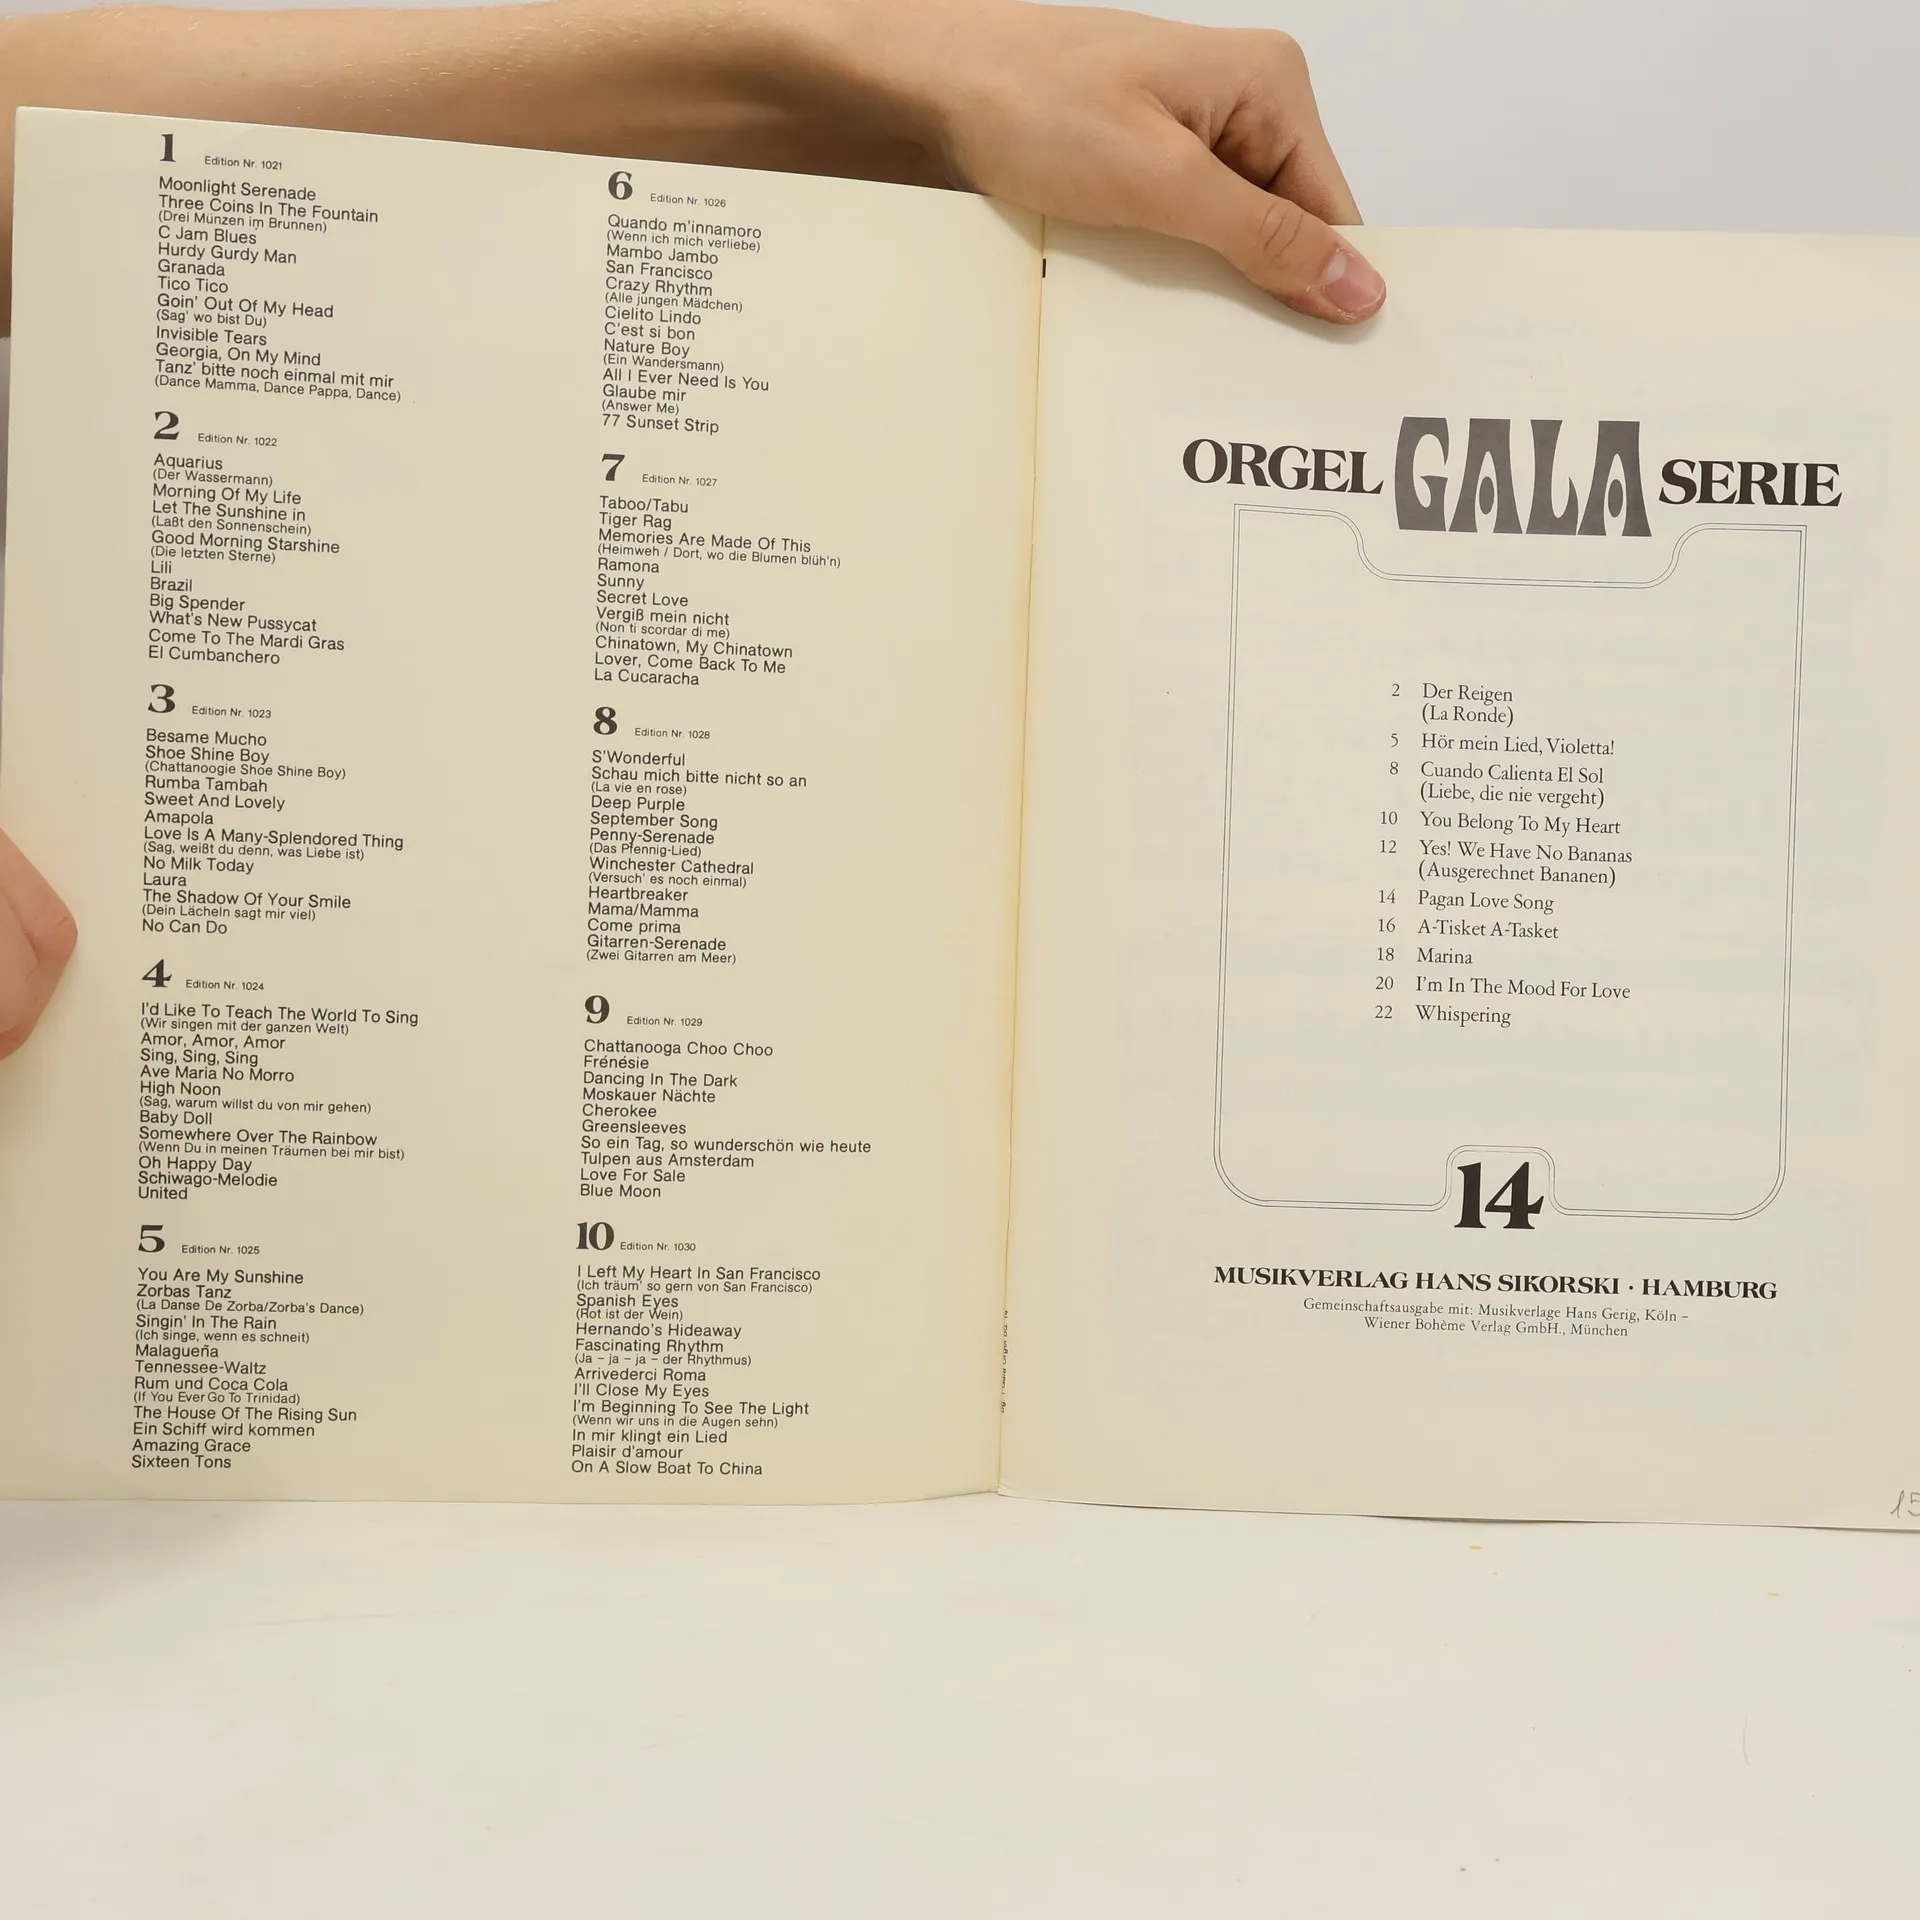 1 Edition Nr. 1021
Moonlight Serenade
Three Coins In The Fountain
(Drei Münzen im Brunnen)
C Jam Blues
Hurdy Gurdy Man
Granada
Tico Tico
Goin' Out Of My Head
(Sag' wo bist Du)
Invisible Tears
Georgia, On My Mind
Tanz' bitte noch einmal mit mir
(Dance Mamma, Dance Pappa, Dance)
2 Edition Nr. 1022
Aquarius
(Der Wassermann)
Morning Of My Life
Let The Sunshine in
(Laßt den Sonnenschein)
Good Morning Starshine
(Die letzten Sterne)
Lili
Brazil
Big Spender
What's New Pussycat
Come To The Mardi Gras
El Cumbanchero
3 Edition Nr. 1023
Besame Mucho
Shoe Shine Boy
(Chattanoogie Shoe Shine Boy)
Rumba Tambah
Sweet And Lovely
Amapola
Love Is A Many-Splendored Thing
(Sag, weißt du denn, was Liebe ist)
No Milk Today
Laura
The Shadow Of Your Smile
(Dein Lächeln sagt mir viel)
No Can Do
4 Edition Nr. 1024
I'd Like To Teach The World To Sing
(Wir singen mit der ganzen Welt)
Amor, Amor, Amor
Sing, Sing, Sing
Ave Maria No Morro
High Noon
(Sag, warum willst du von mir gehen)
Baby Doll
Somewhere Over The Rainbow
(Wenn Du in meinen Träumen bei mir bist)
Oh Happy Day
Schiwago-Melodie
United
5 Edition Nr. 1025
You Are My Sunshine
Zorbas Tanz
(La Danse De Zorba/Zorba's Dance)
Singin' In The Rain
(Ich singe, wenn es schneit)
Malagueña
Tennessee-Waltz
Rum und Coca Cola
(If You Ever Go To Trinidad)
The House Of The Rising Sun
Ein Schiff wird kommen
Amazing Grace
Sixteen Tons
6 Edition Nr. 1026
Quando m'innamoro
(Wenn ich mich verliebe)
Mambo Jambo
San Francisco
Crazy Rhythm
(Alle jungen Mädchen)
Cielito Lindo
C'est si bon
Nature Boy
(Ein Wandersmann)
All I Ever Need Is You
Glaube mir
(Answer Me)
77 Sunset Strip
7 Edition Nr. 1027
Taboo/Tabu
Tiger Rag
Memories Are Made Of This
(Heimweh / Dort, wo die Blumen blüh'n)
Ramona
Sunny
Secret Love
Vergiß mein nicht
(Non ti scordar di me)
Chinatown, My Chinatown
Lover, Come Back To Me
La Cucaracha
8 Edition Nr. 1028
S'Wonderful
Schau mich bitte nicht so an
(La vie en rose)
Deep Purple
September Song
Penny-Serenade
(Das Pfennig-Lied)
Winchester Cathedral
(Versuch' es noch einmal)
Heartbreaker
Mama/Mamma
Come prima
Gitarren-Serenade
(Zwei Gitarren am Meer)
9 Edition Nr. 1029
Chattanooga Choo Choo
Frénésie
Dancing In The Dark
Moskauer Nächte
Cherokee
Greensleeves
So ein Tag, so wunderschön wie heute
Tulpen aus Amsterdam
Love For Sale
Blue Moon
10 Edition Nr. 1030
I Left My Heart In San Francisco
(Ich träum' so gern von San Francisco)
Spanish Eyes
(Rot ist der Wein)
Hernando's Hideaway
Fascinating Rhythm
(Ja – ja – ja – der Rhythmus)
Arrivederci Roma
I'll Close My Eyes
I'm Beginning To See The Light
(Wenn wir uns in die Augen sehn)
In mir klingt ein Lied
Plaisir d'amour
On A Slow Boat To China
ORGEL GALA SERIE
2 Der Reigen
(La Ronde)
5 Hör mein Lied, Violetta!
8 Cuando Calienta El Sol
(Liebe, die nie vergeht)
10 You Belong To My Heart
12 Yes! We Have No Bananas
(Ausgerechnet Bananen)
14 Pagan Love Song
16 A-Tisket A-Tasket
18 Marina
20 I'm In The Mood For Love
22 Whispering
14
MUSIKVERLAG HANS SIKORSKI · HAMBURG
Gemeinschaftsausgabe mit: Musikverlage Hans Gerig, Köln –
Wiener Bohème Verlag GmbH., München
15